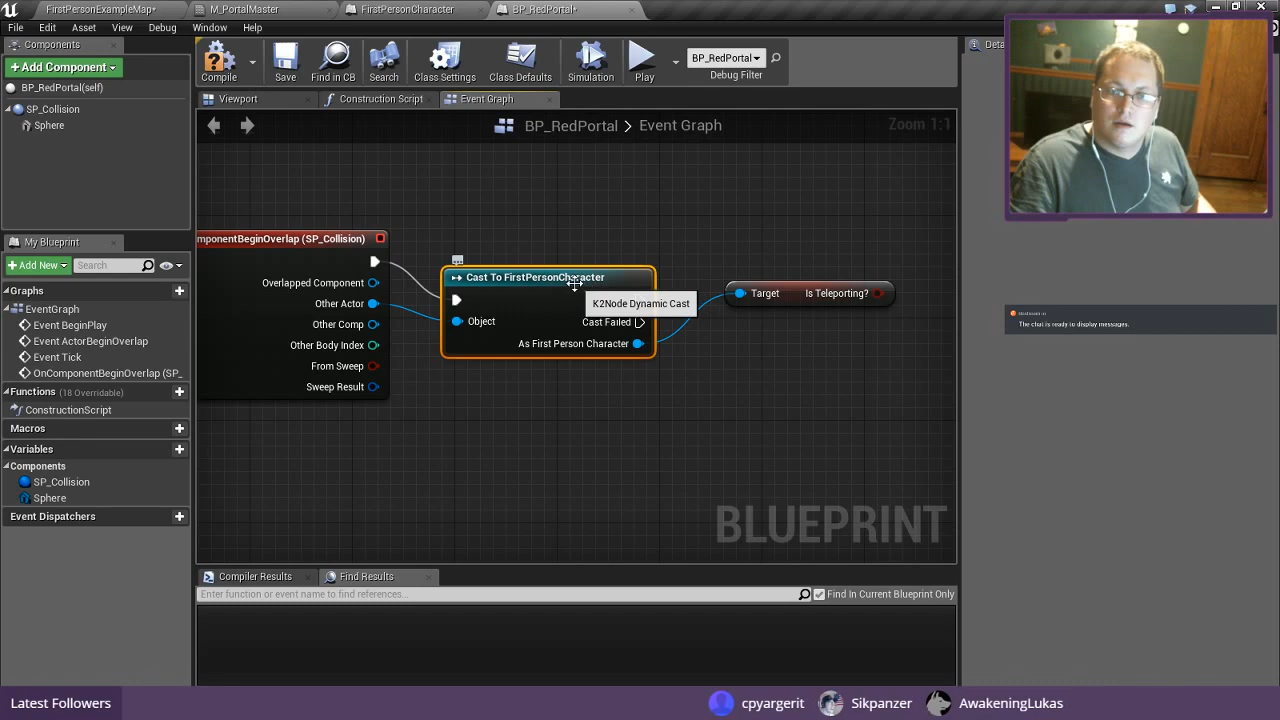 FirstPersonExampleMap*
M_PortalMaster
FirstPersonCharacter
BP_RedPortal*
File
Edit
Asset
View
Debug
Window
Help
Components
+ Add Component
BP_RedPortal(self)
SP_Collision
Sphere
My Blueprint
+ Add New
Search
Graphs
EventGraph
Event BeginPlay
Event ActorBeginOverlap
Event Tick
OnComponentBeginOverlap (SP_
Functions (18 Overridable)
ConstructionScript
Macros
Variables
Components
SP_Collision
Sphere
Event Dispatchers
Compile
Save
Find in CB
Search
Class Settings
Class Defaults
Simulation
Play
BP_RedPortal
Debug Filter
Viewport
Construction Script
Event Graph
BP_RedPortal > Event Graph
Zoom 1:1
mponentBeginOverlap (SP_Collision)
Overlapped Component
Other Actor
Other Comp
Other Body Index
From Sweep
Sweep Result
Cast To FirstPersonCharacter
K2Node Dynamic Cast
Object
Cast Failed
As First Person Character
Target
Is Teleporting?
BLUEPRINT
Compiler Results
Find Results
Enter function or event name to find references...
Find In Current Blueprint Only
Deta
The chat is ready to display messages.
Latest Followers
cpyargerit
Sikpanzer
AwakeningLukas